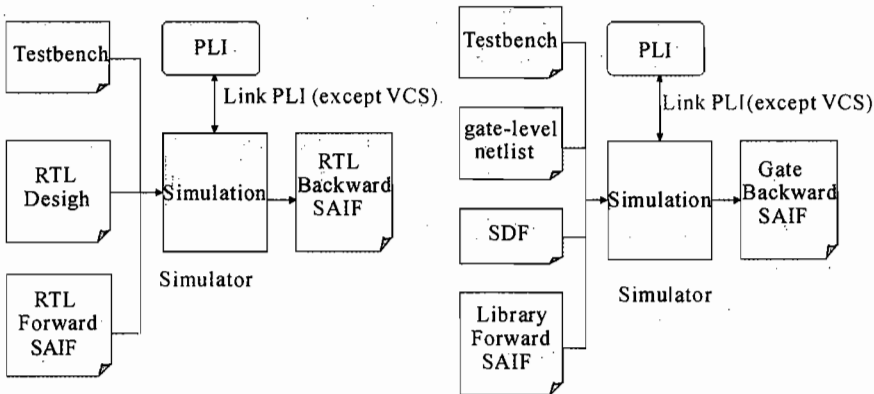 Testbench
PLI
Link PLI (except VCS).
RTL
Design
Simulation
RTL
Backward
SAIF
Simulator
RTL
Forward
SAIF
Testbench
PLI
Link PLI (except VCS)
gate-level
netlist
Simulation
Gate
Backward
SAIF
SDF
Simulator
Library
Forward
SAIF